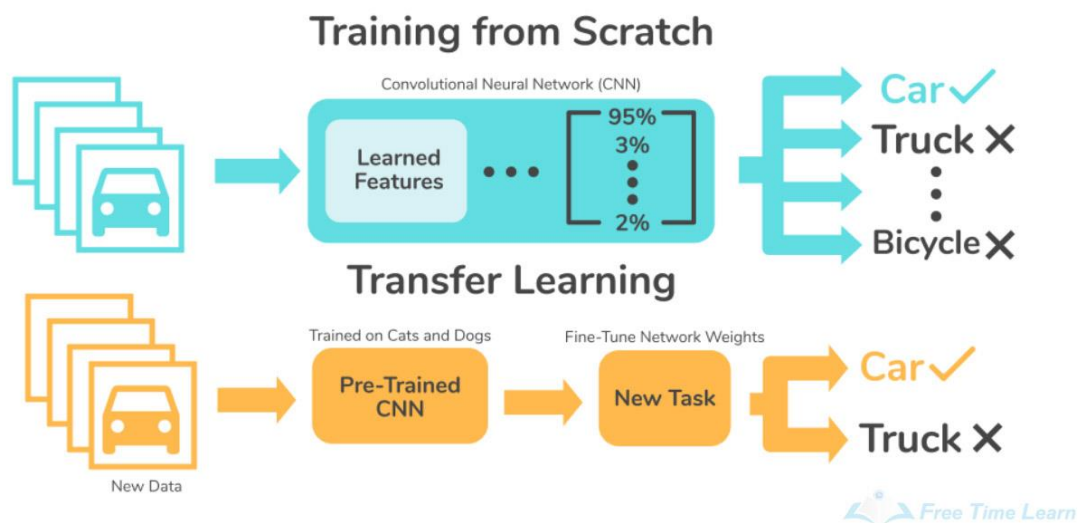 Training from Scratch
Convolutional Neural Network (CNN)
Learned
Features
95%
3%
2%
Car
Truck
Bicycle
Transfer Learning
Trained on Cats and Dogs
Fine-Tune Network Weights
Pre-Trained
CNN
New Task
Car
Truck
New Data
Free Time Learn